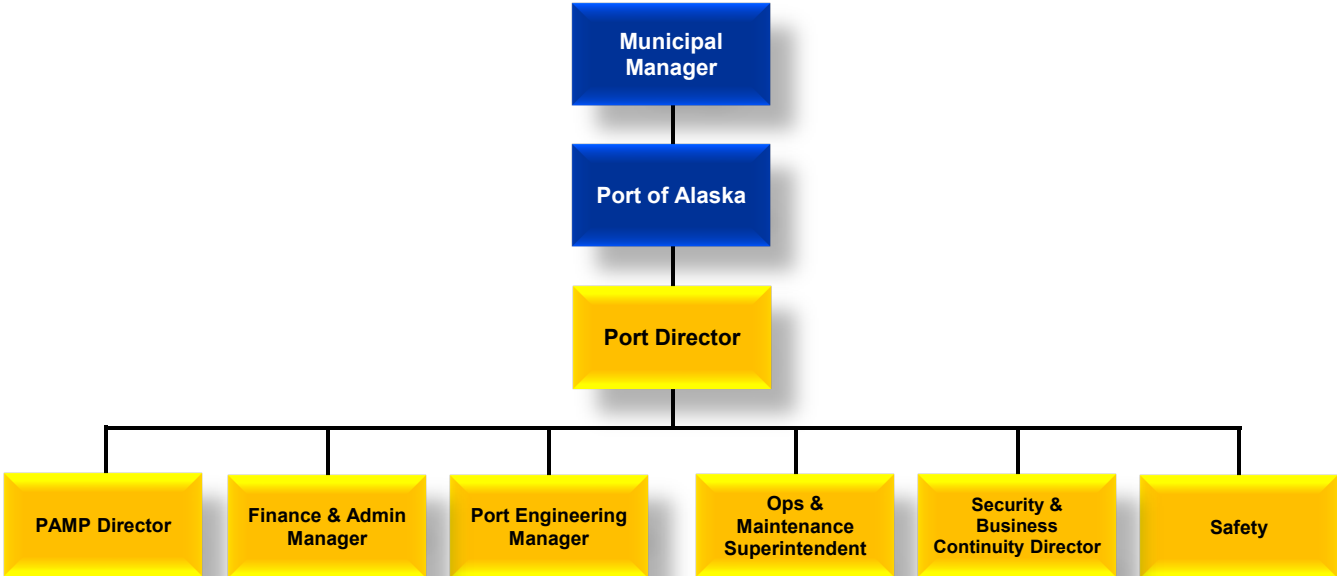 Municipal
Manager
Port of Alaska
Port Director
PAMP Director
Finance & Admin
Manager
Port Engineering
Manager
Ops &
Maintenance
Superintendent
Security &
Business
Continuity Director
Safety